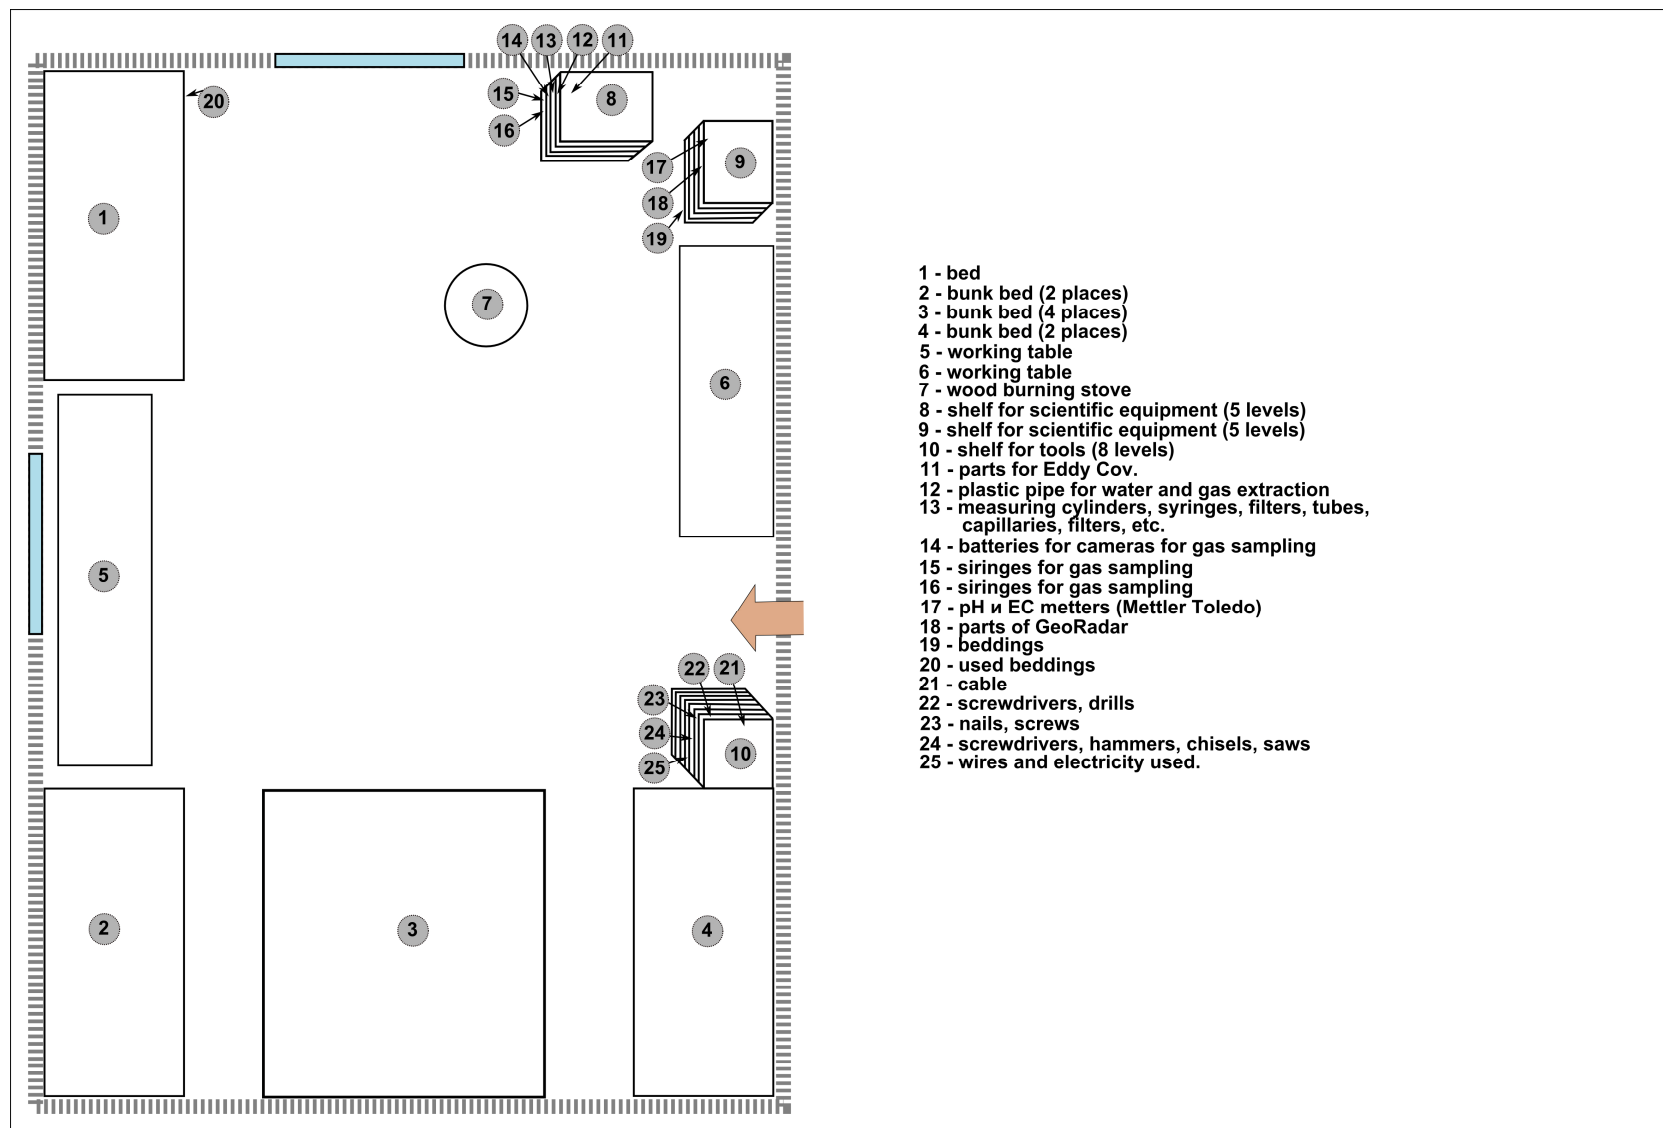 14 13 12 11
15
8
20
16
17
9
18
1
19
7
6
5
22 21
23
24
10
25
2
3
4
1 - bed
2 - bunk bed (2 places)
3 - bunk bed (4 places)
4 - bunk bed (2 places)
5 - working table
6 - working table
7 - wood burning stove
8 - shelf for scientific equipment (5 levels)
9 - shelf for scientific equipment (5 levels)
10 - shelf for tools (8 levels)
11 - parts for Eddy Cov.
12 - plastic pipe for water and gas extraction
13 - measuring cylinders, syringes, filters, tubes,
capillaries, filters, etc.
14 - batteries for cameras for gas sampling
15 - siringes for gas sampling
16 - siringes for gas sampling
17 - pH и EC metters (Mettler Toledo)
18 - parts of GeoRadar
19 - beddings
20 - used beddings
21 - cable
22 - screwdrivers, drills
23 - nails, screws
24 - screwdrivers, hammers, chisels, saws
25 - wires and electricity used.